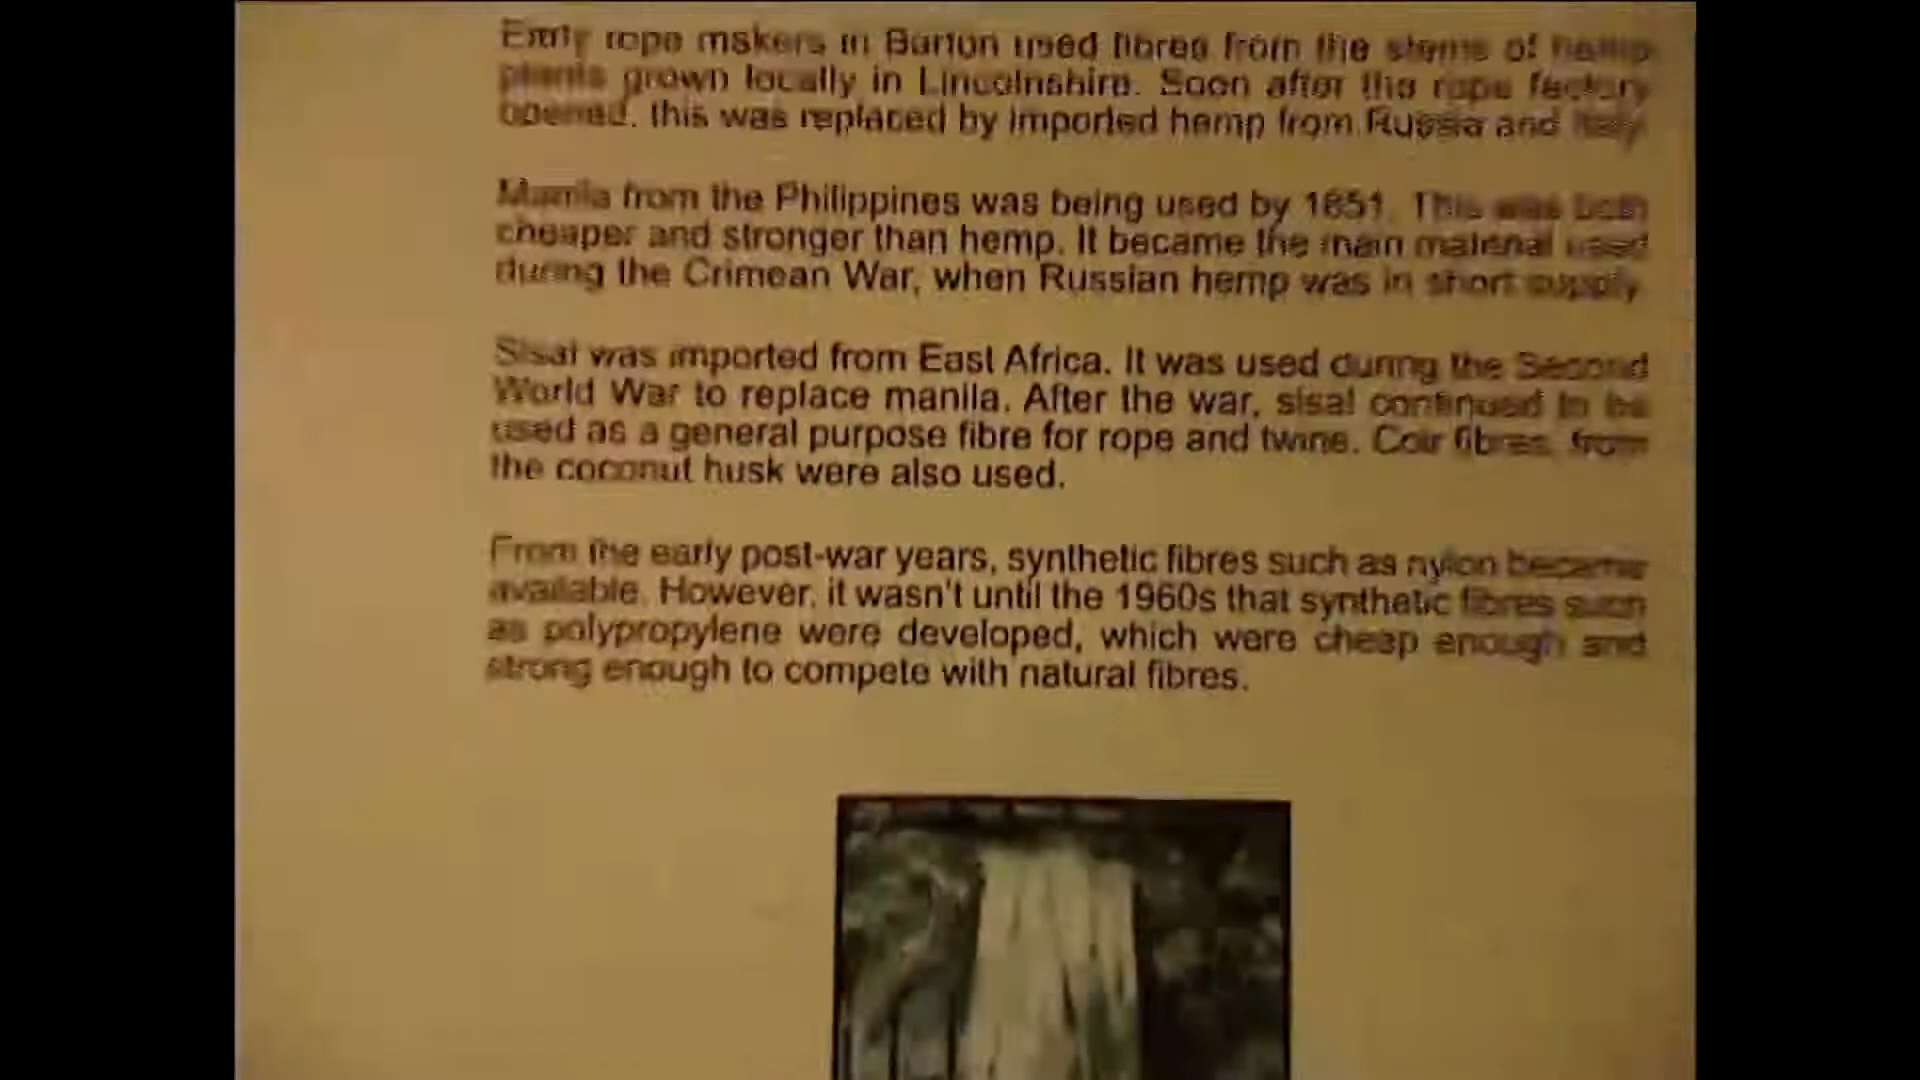 Early rope makers in Barton used fibres from the stems of hemp
plants grown locally in Lincolnshire. Soon after the rope factory
opened, this was replaced by imported hemp from Russia and Italy.
Manila from the Philippines was being used by 1851. This was both
cheaper and stronger than hemp. It became the main material used
during the Crimean War, when Russian hemp was in short supply.
Sisal was imported from East Africa. It was used during the Second
World War to replace manila. After the war, sisal continued to be
used as a general purpose fibre for rope and twine. Coir fibres, from
the coconut husk were also used.
From the early post-war years, synthetic fibres such as nylon became
available. However, it wasn't until the 1960s that synthetic fibres such
as polypropylene were developed, which were cheap enough and
strong enough to compete with natural fibres.